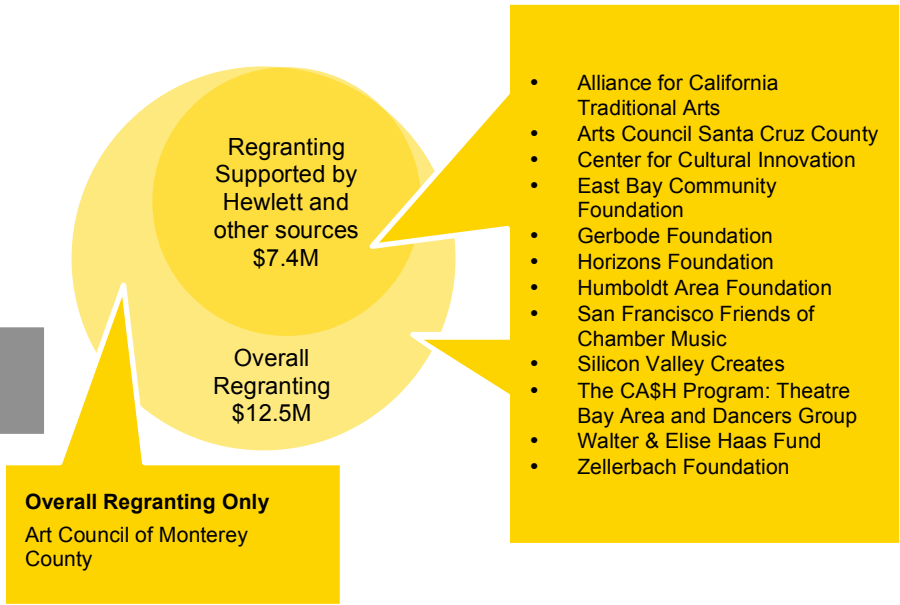 Regranting
Supported by
Hewlett and
other sources
$7.4M
Overall
Regranting
$12.5M
Overall Regranting Only
Art Council of Monterey
County
• Alliance for California
Traditional Arts
• Arts Council Santa Cruz County
• Center for Cultural Innovation
• East Bay Community
Foundation
• Gerbode Foundation
• Horizons Foundation
• Humboldt Area Foundation
• San Francisco Friends of
Chamber Music
• Silicon Valley Creates
• The CA$H Program: Theatre
Bay Area and Dancers Group
• Walter & Elise Haas Fund
• Zellerbach Foundation